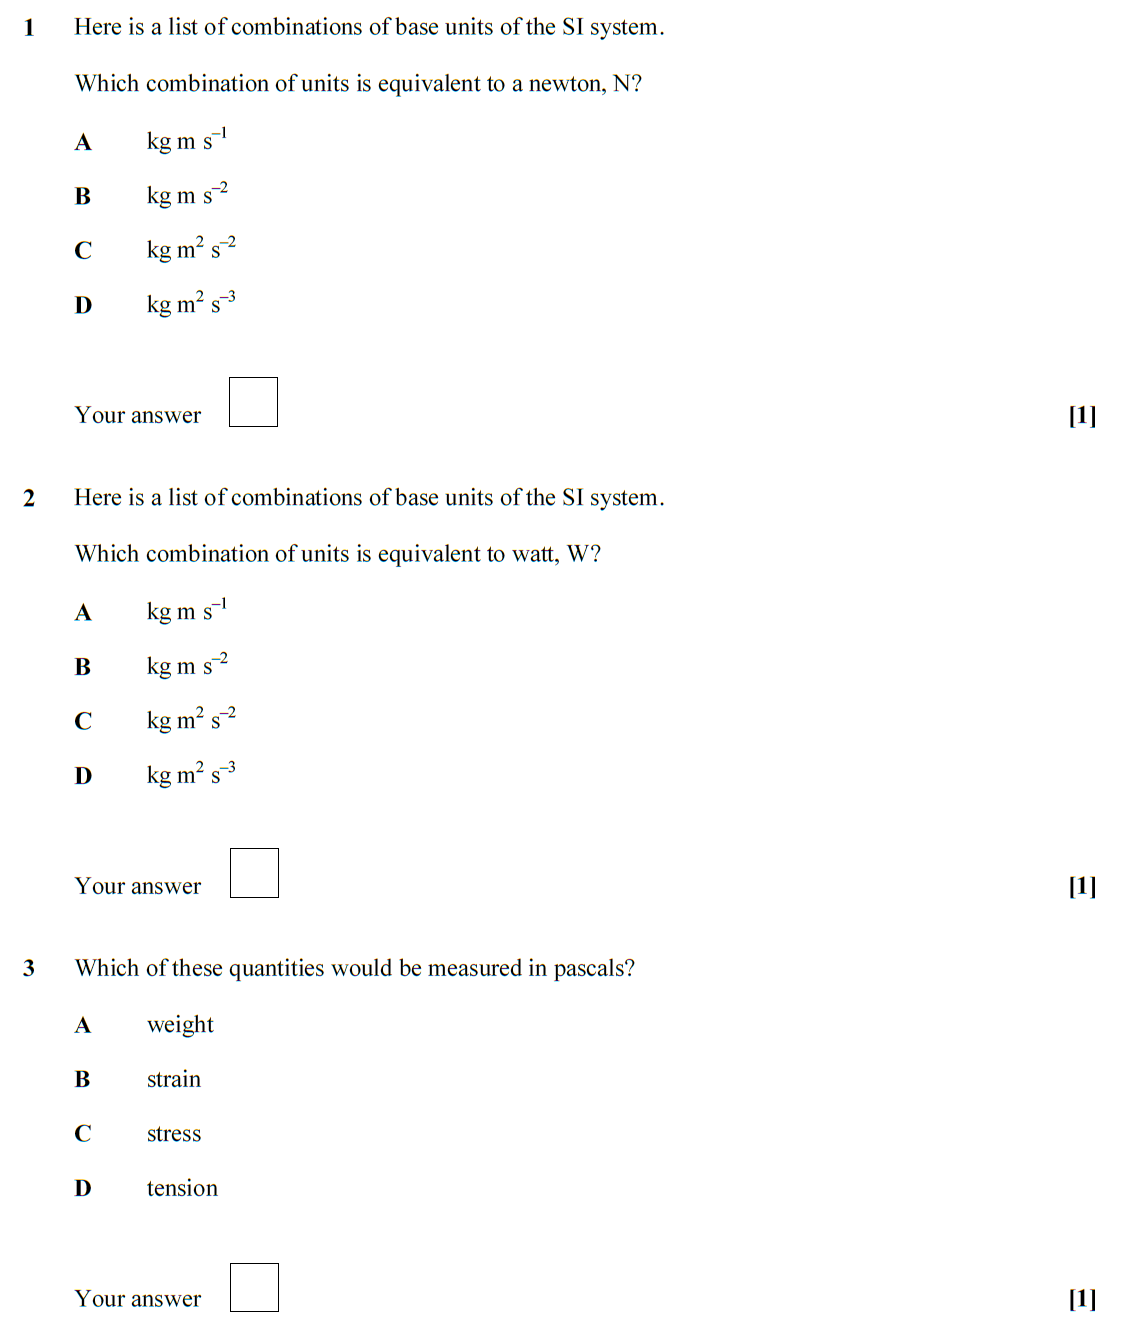 1 Here is a list of combinations of base units of the SI system.
Which combination of units is equivalent to a newton, N?
A kg m s⁻¹
B kg m s⁻²
C kg m² s⁻²
D kg m² s⁻³
Your answer [1]
2 Here is a list of combinations of base units of the SI system.
Which combination of units is equivalent to watt, W?
A kg m s⁻¹
B kg m s⁻²
C kg m² s⁻²
D kg m² s⁻³
Your answer [1]
3 Which of these quantities would be measured in pascals?
A weight
B strain
C stress
D tension
Your answer [1]